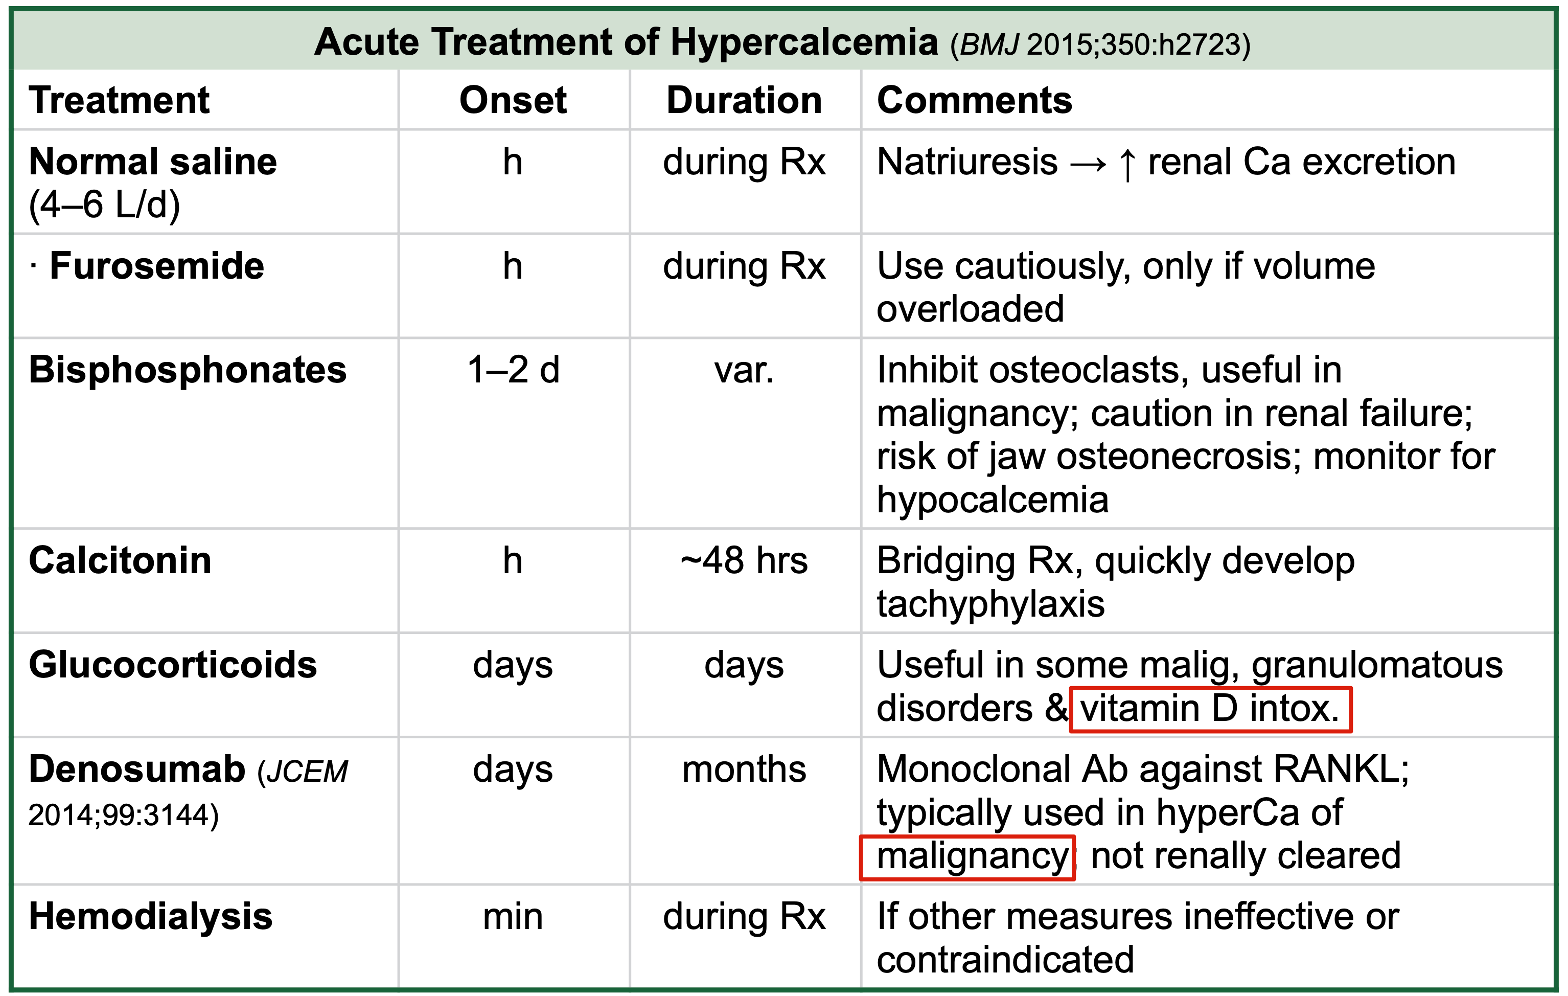 Acute Treatment of Hypercalcemia (BMJ 2015;350:h2723)
Treatment Onset Duration Comments
Normal saline h during Rx Natriuresis → ↑ renal Ca excretion
(4–6 L/d)
· Furosemide h during Rx Use cautiously, only if volume
overloaded
Bisphosphonates 1–2 d var. Inhibit osteoclasts, useful in
malignancy; caution in renal failure;
risk of jaw osteonecrosis; monitor for
hypocalcemia
Calcitonin h ~48 hrs Bridging Rx, quickly develop
tachyphylaxis
Glucocorticoids days days Useful in some malig, granulomatous
disorders & vitamin D intox.
Denosumab (JCEM days months Monoclonal Ab against RANKL;
2014;99:3144) typically used in hyperCa of
malignancy; not renally cleared
Hemodialysis min during Rx If other measures ineffective or
contraindicated